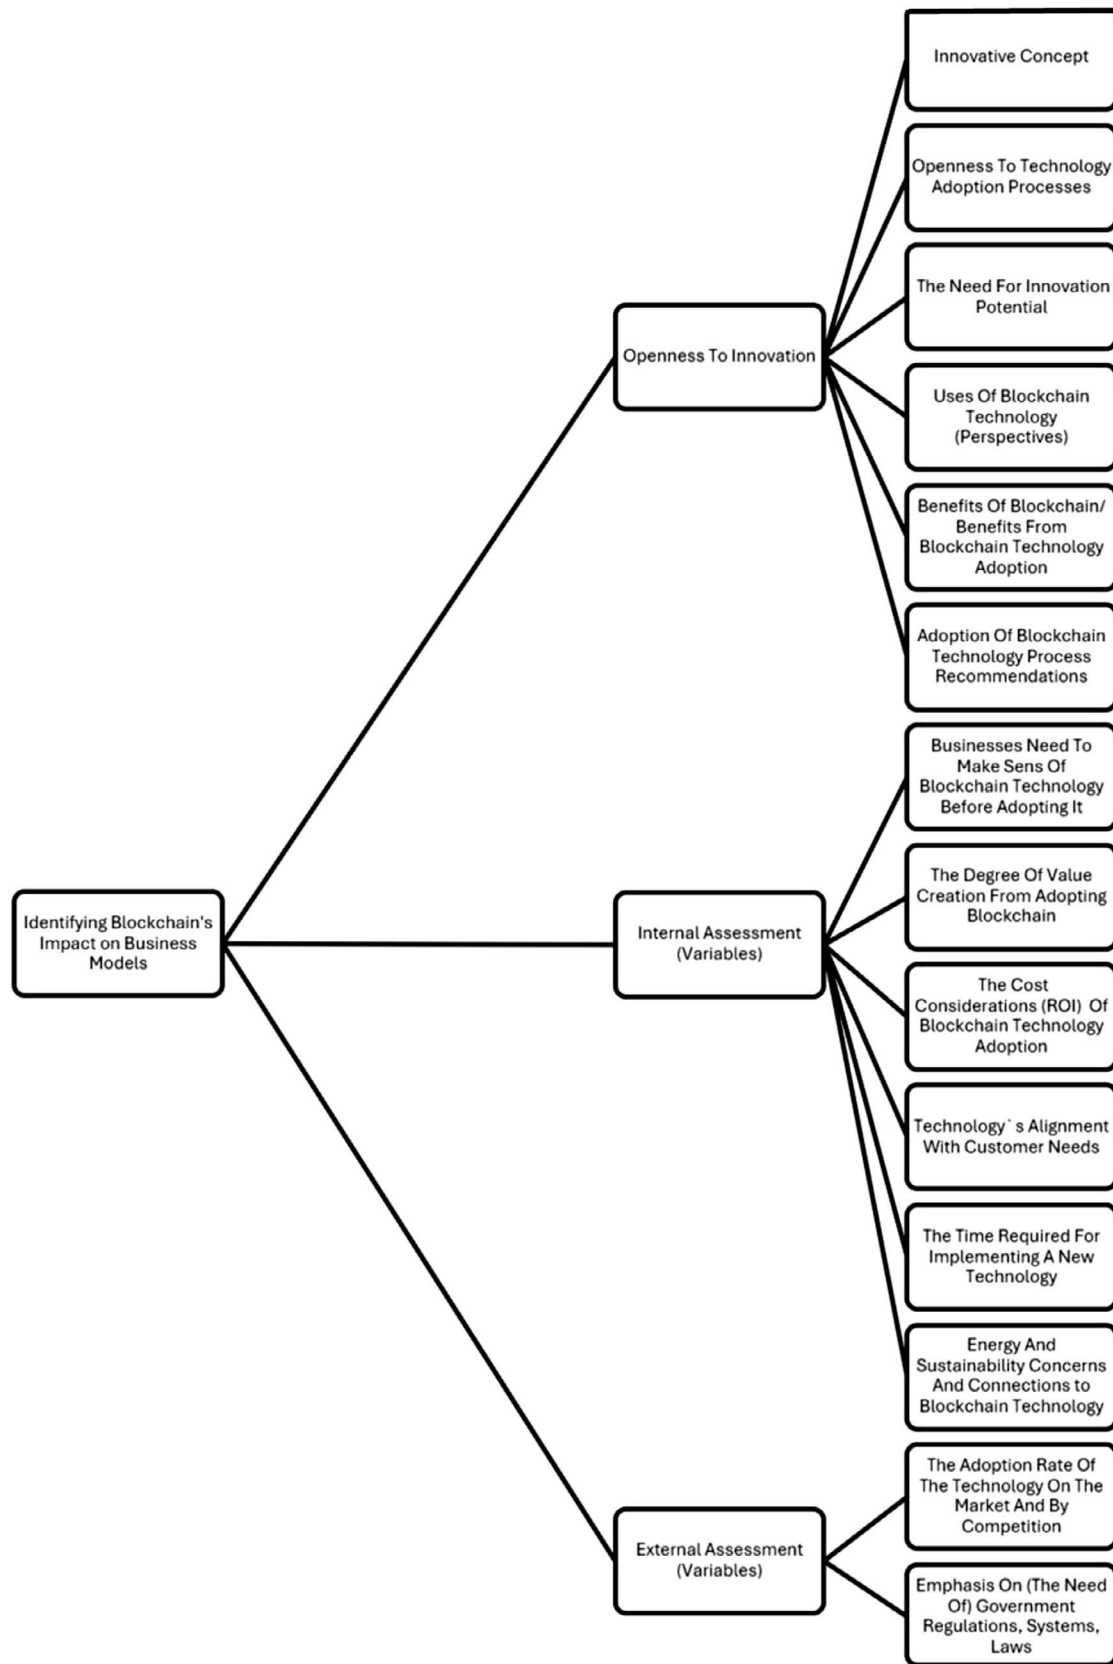 Identifying Blockchain's
Impact on Business
Models
Openness To Innovation
Innovative Concept
Openness To Technology
Adoption Processes
The Need For Innovation
Potential
Uses Of Blockchain
Technology
(Perspectives)
Benefits Of Blockchain/
Benefits From
Blockchain Technology
Adoption
Adoption Of Blockchain
Technology Process
Recommendations
Internal Assessment
(Variables)
Businesses Need To
Make Sens Of
Blockchain Technology
Before Adopting It
The Degree Of Value
Creation From Adopting
Blockchain
The Cost
Considerations (ROI) Of
Blockchain Technology
Adoption
Technology`s Alignment
With Customer Needs
The Time Required For
Implementing A New
Technology
Energy And
Sustainability Concerns
And Connections to
Blockchain Technology
External Assessment
(Variables)
The Adoption Rate Of
The Technology On The
Market And By
Competition
Emphasis On (The Need
Of) Government
Regulations, Systems,
Laws